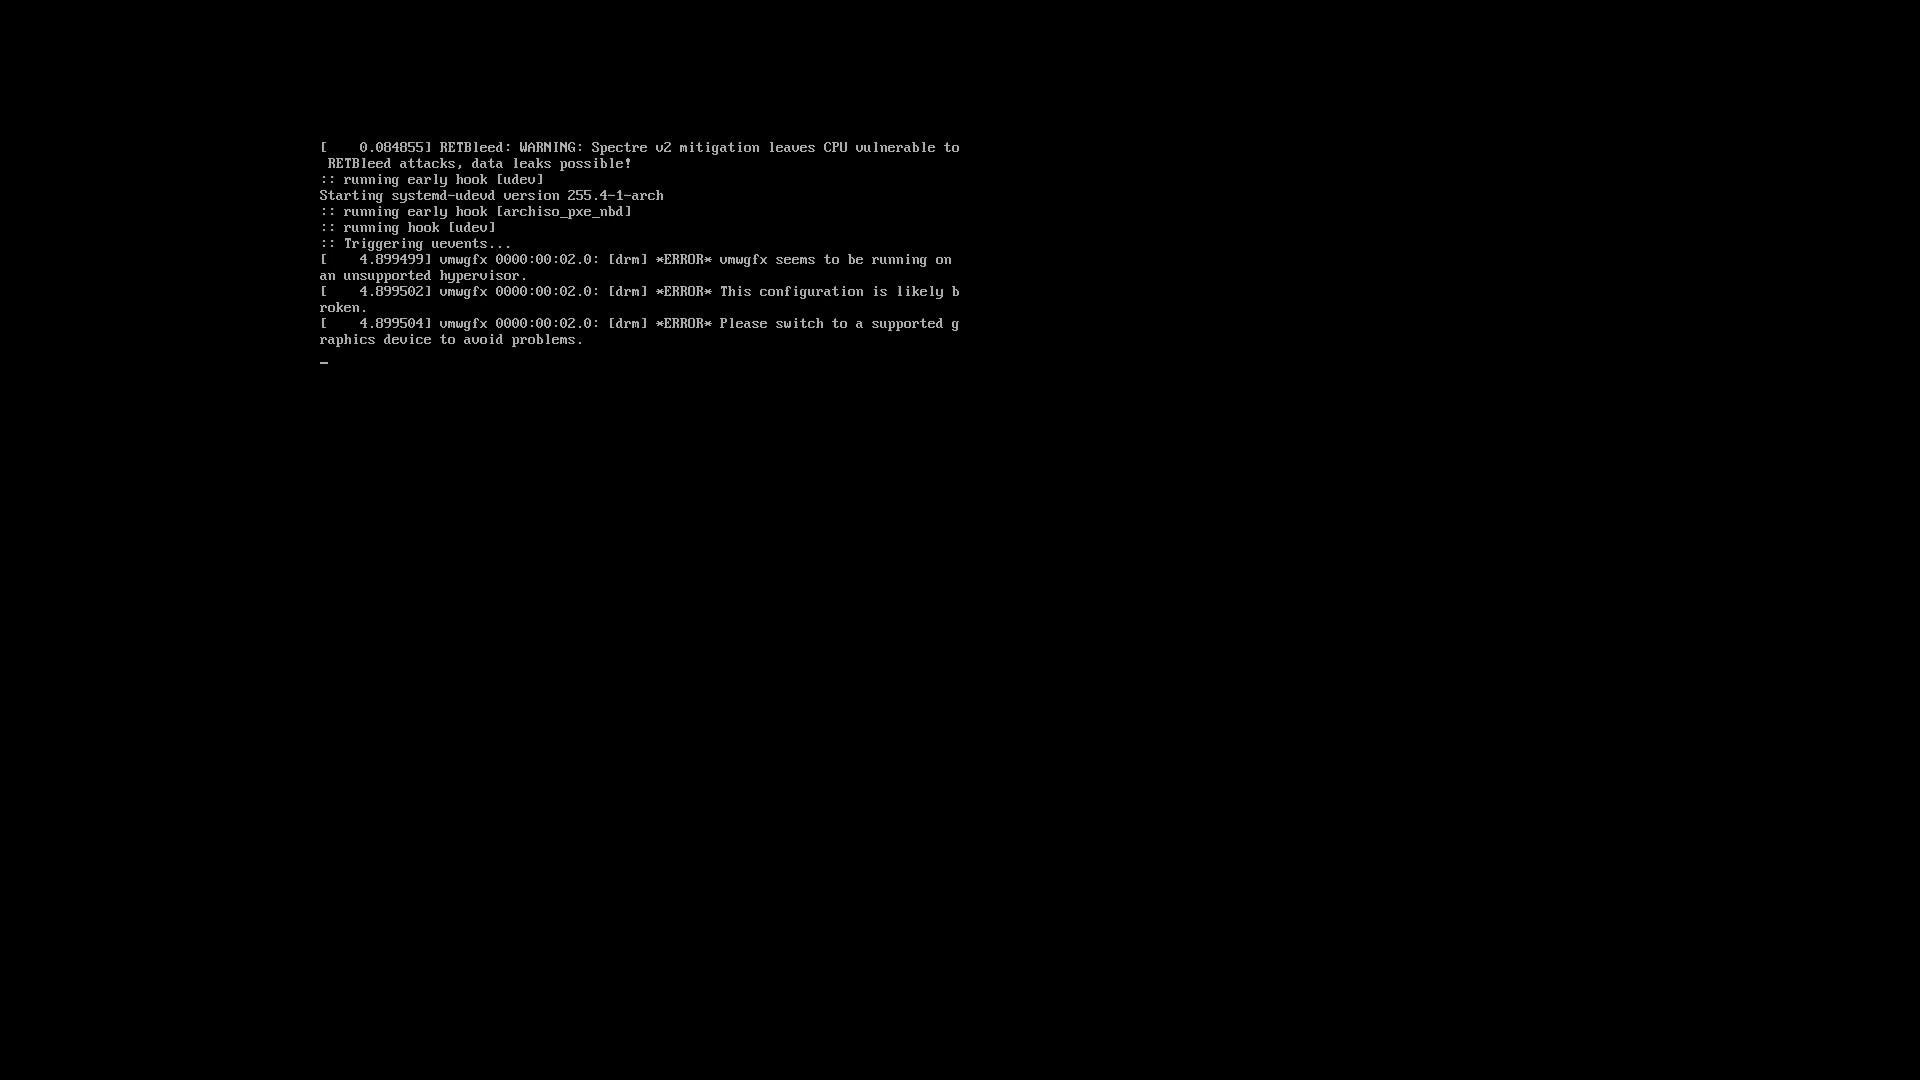 [    0.084855] RETBleed: WARNING: Spectre v2 mitigation leaves CPU vulnerable to
 RETBleed attacks, data leaks possible!
:: running early hook [udev]
Starting systemd-udevd version 255.4-1-arch
:: running early hook [archiso_pxe_nbd]
:: running hook [udev]
:: Triggering uevents...
[    4.899499] vmwgfx 0000:00:02.0: [drm] *ERROR* vmwgfx seems to be running on
an unsupported hypervisor.
[    4.899502] vmwgfx 0000:00:02.0: [drm] *ERROR* This configuration is likely b
roken.
[    4.899504] vmwgfx 0000:00:02.0: [drm] *ERROR* Please switch to a supported g
raphics device to avoid problems.
_